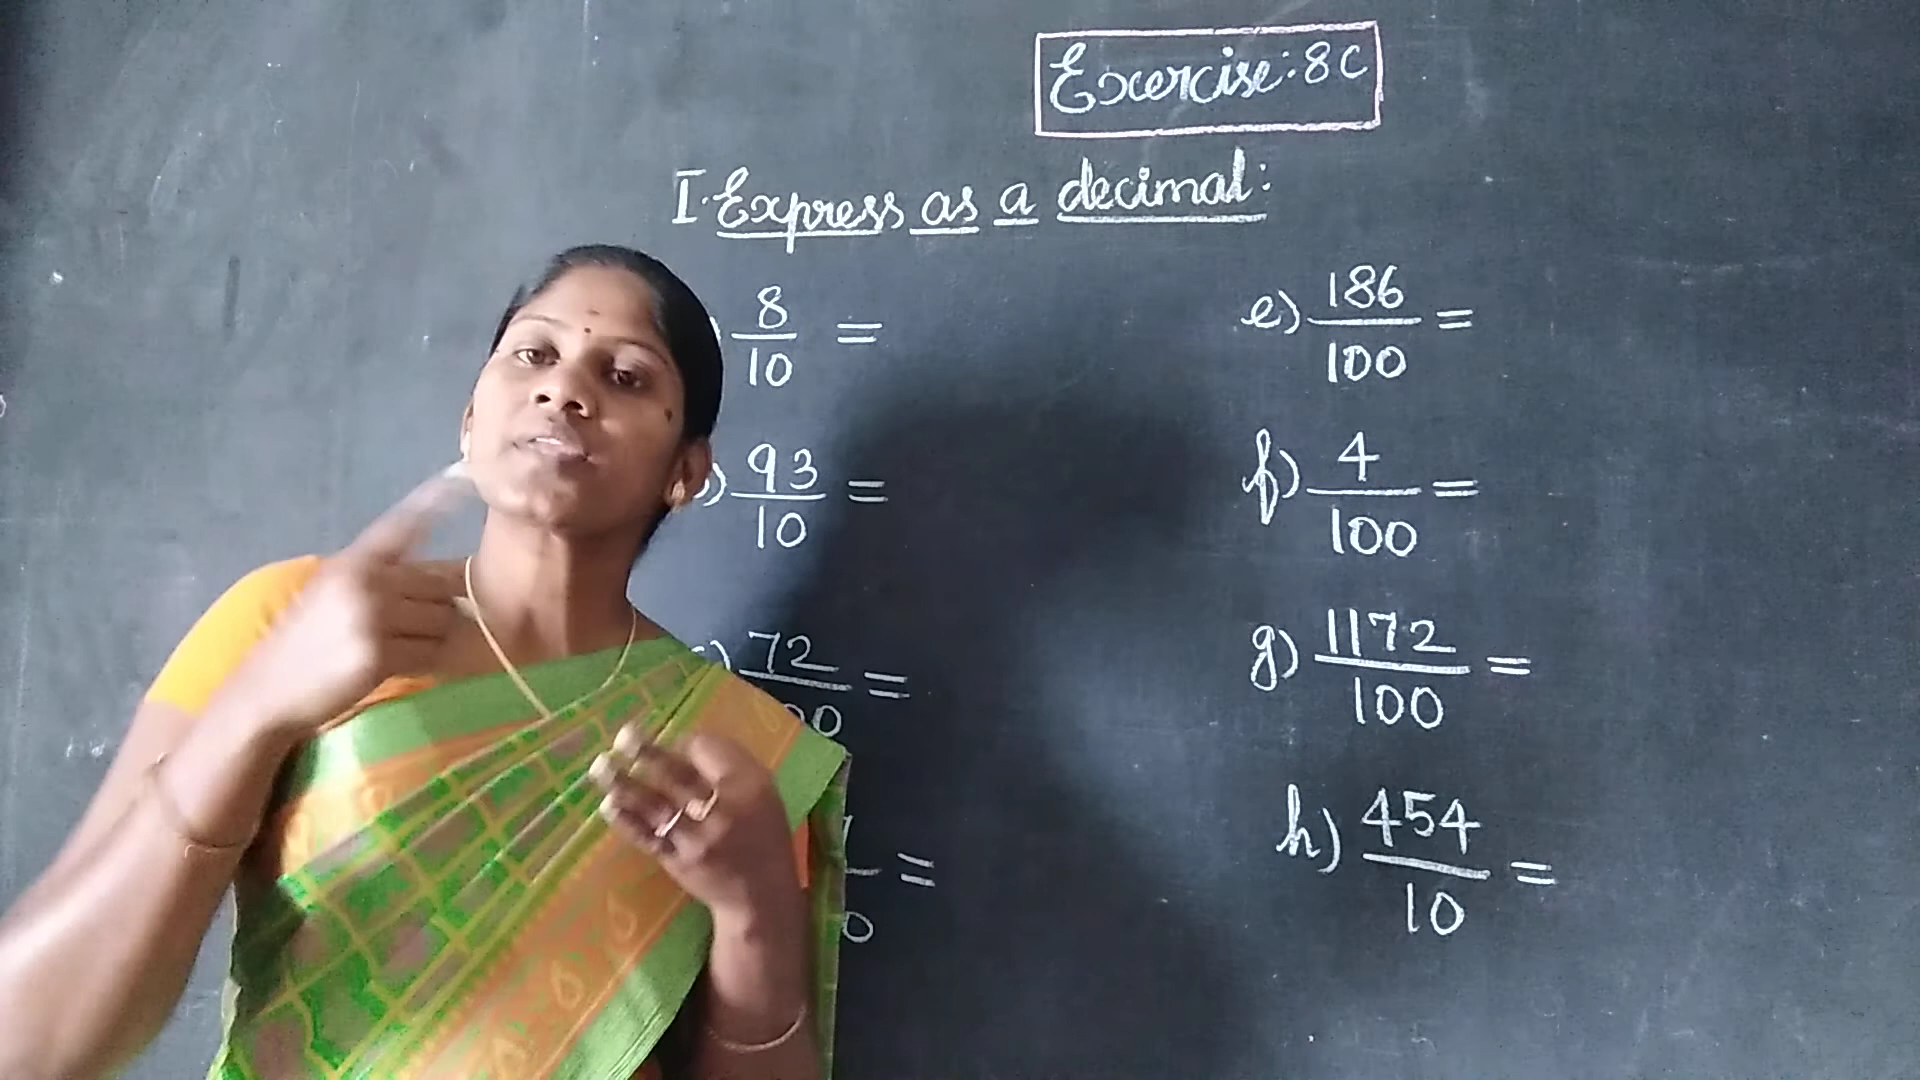 Exercise: 8C
I. Express as a decimal:
8/10 =
93/10 =
72/ =
=
e) 186/100 =
f) 4/100 =
g) 1172/100 =
h) 454/10 =